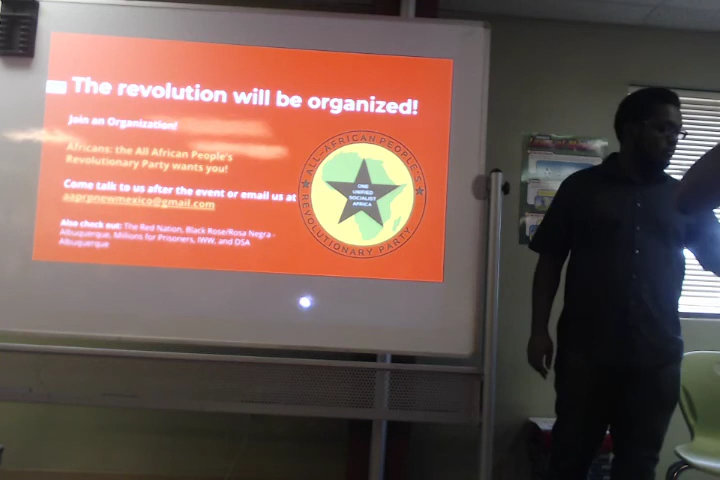 The revolution will be organized!
Join an Organization!
Africans: the All African People's
Revolutionary Party wants you!
Come talk to us after the event or email us at
aaprpnewmexico@gmail.com
Also check out: The Red Nation, Black Rose/Rosa Negra -
Albuquerque, Millions for Prisoners, IWW, and DSA
Albuquerque
ALL-AFRICAN PEOPLE'S
ONE
UNIFIED
SOCIALIST
AFRICA
REVOLUTIONARY PARTY